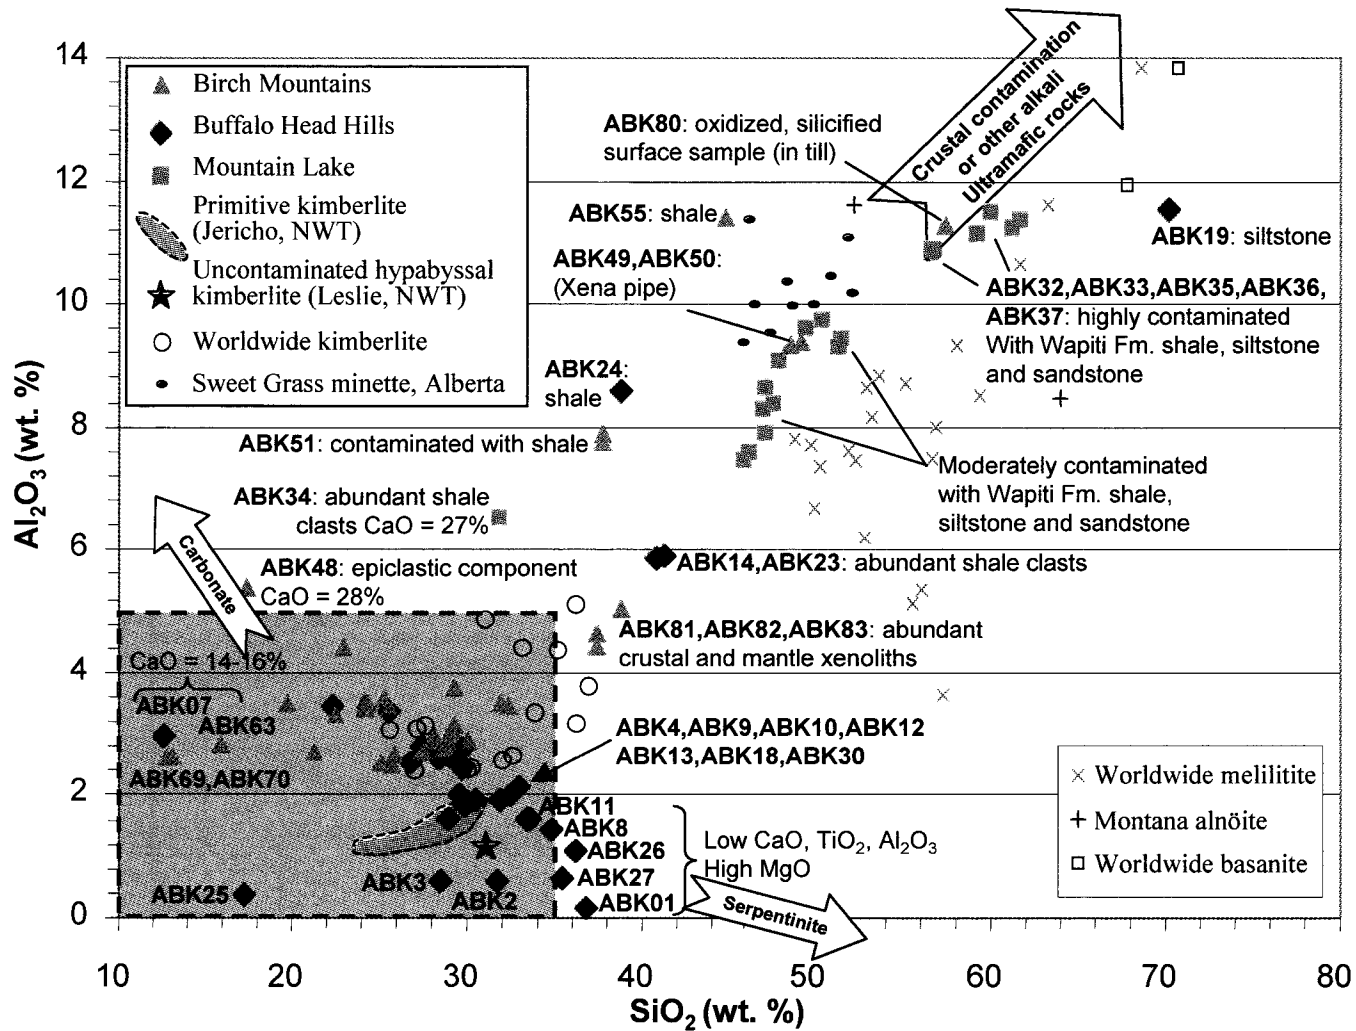 14
12
10
8
6
4
2
0
Al₂O₃ (wt. %)
10
20
30
40
50
60
70
80
SiO₂ (wt. %)
Birch Mountains
Buffalo Head Hills
Mountain Lake
Primitive kimberlite
(Jericho, NWT)
Uncontaminated hypabyssal
kimberlite (Leslie, NWT)
Worldwide kimberlite
Sweet Grass minette, Alberta
Crustal contamination
or other alkali
Ultramafic rocks
ABK80: oxidized, silicified
surface sample (in till)
ABK55: shale
ABK49,ABK50:
(Xena pipe)
ABK19: siltstone
ABK32,ABK33,ABK35,ABK36,
ABK37: highly contaminated
With Wapiti Fm. shale, siltstone
and sandstone
ABK24:
shale
ABK51: contaminated with shale
Moderately contaminated
with Wapiti Fm. shale,
siltstone and sandstone
ABK34: abundant shale
clasts CaO = 27%
ABK14,ABK23: abundant shale clasts
Carbonate
ABK48: epiclastic component
CaO = 28%
ABK81,ABK82,ABK83: abundant
crustal and mantle xenoliths
CaO = 14-16%
ABK07
ABK63
ABK69,ABK70
ABK4,ABK9,ABK10,ABK12
ABK13,ABK18,ABK30
ABK11
ABK8
ABK26
ABK27
ABK01
ABK25
ABK3
ABK2
Low CaO, TiO₂, Al₂O₃
High MgO
Serpentinite
Worldwide melilitite
Montana alnöite
Worldwide basanite